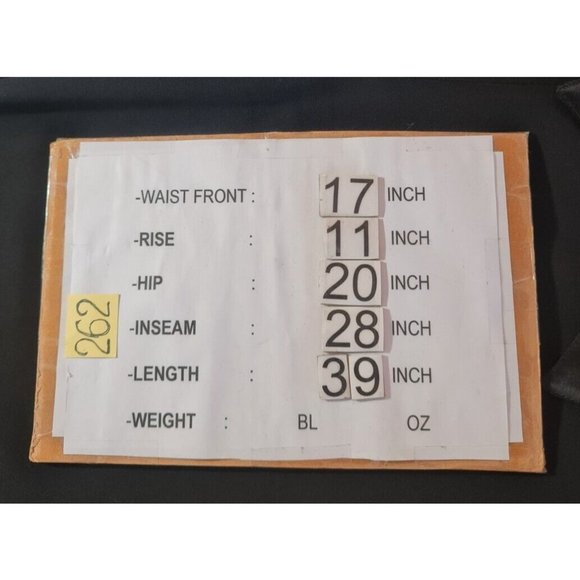 -WAIST FRONT : 17 INCH
-RISE : 11 INCH
-HIP : 20 INCH
262
-INSEAM : 28 INCH
-LENGTH : 39 INCH
-WEIGHT : BL OZ